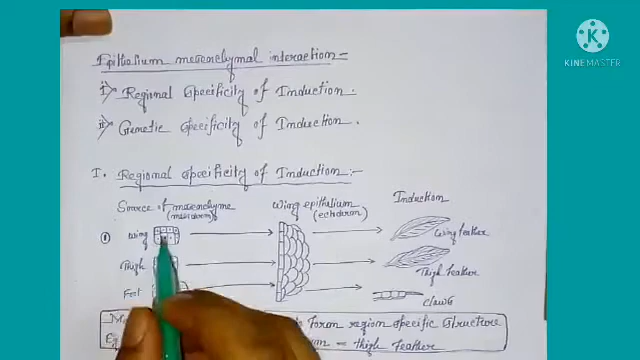 KINEMASTER
Epithelium mesenchymal interaction :-
i> Regional Specificity of Induction.
ii> Genetic Specificity of Induction.
I. Regional specificity of Induction :-
Source of mesenchyme (mesoderm) Wing epithelium (ectoderm) Induction
① Wing Wing feather
Thigh Thigh feather
Feet claws
form region specific structure
= thigh feather